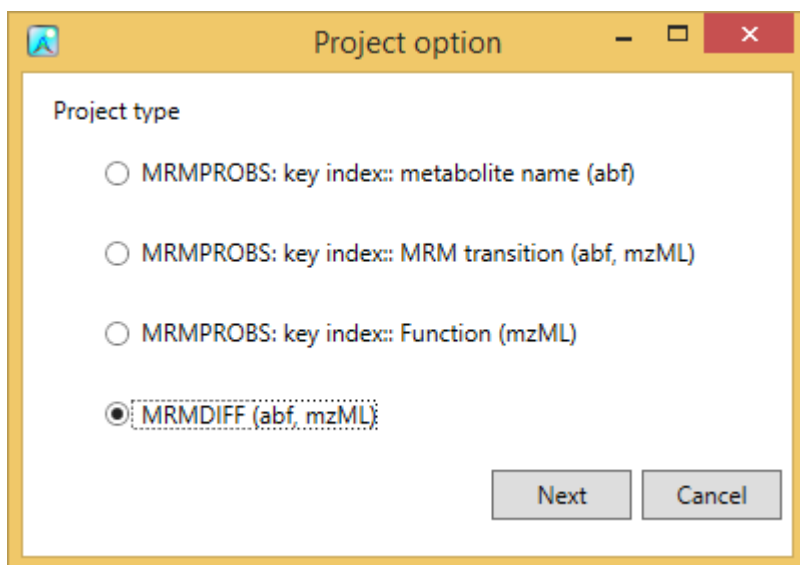 Project option
Project type
MRMPROBS: key index:: metabolite name (abf)
MRMPROBS: key index:: MRM transition (abf, mzML)
MRMPROBS: key index:: Function (mzML)
MRMDIFF (abf, mzML)
Next Cancel